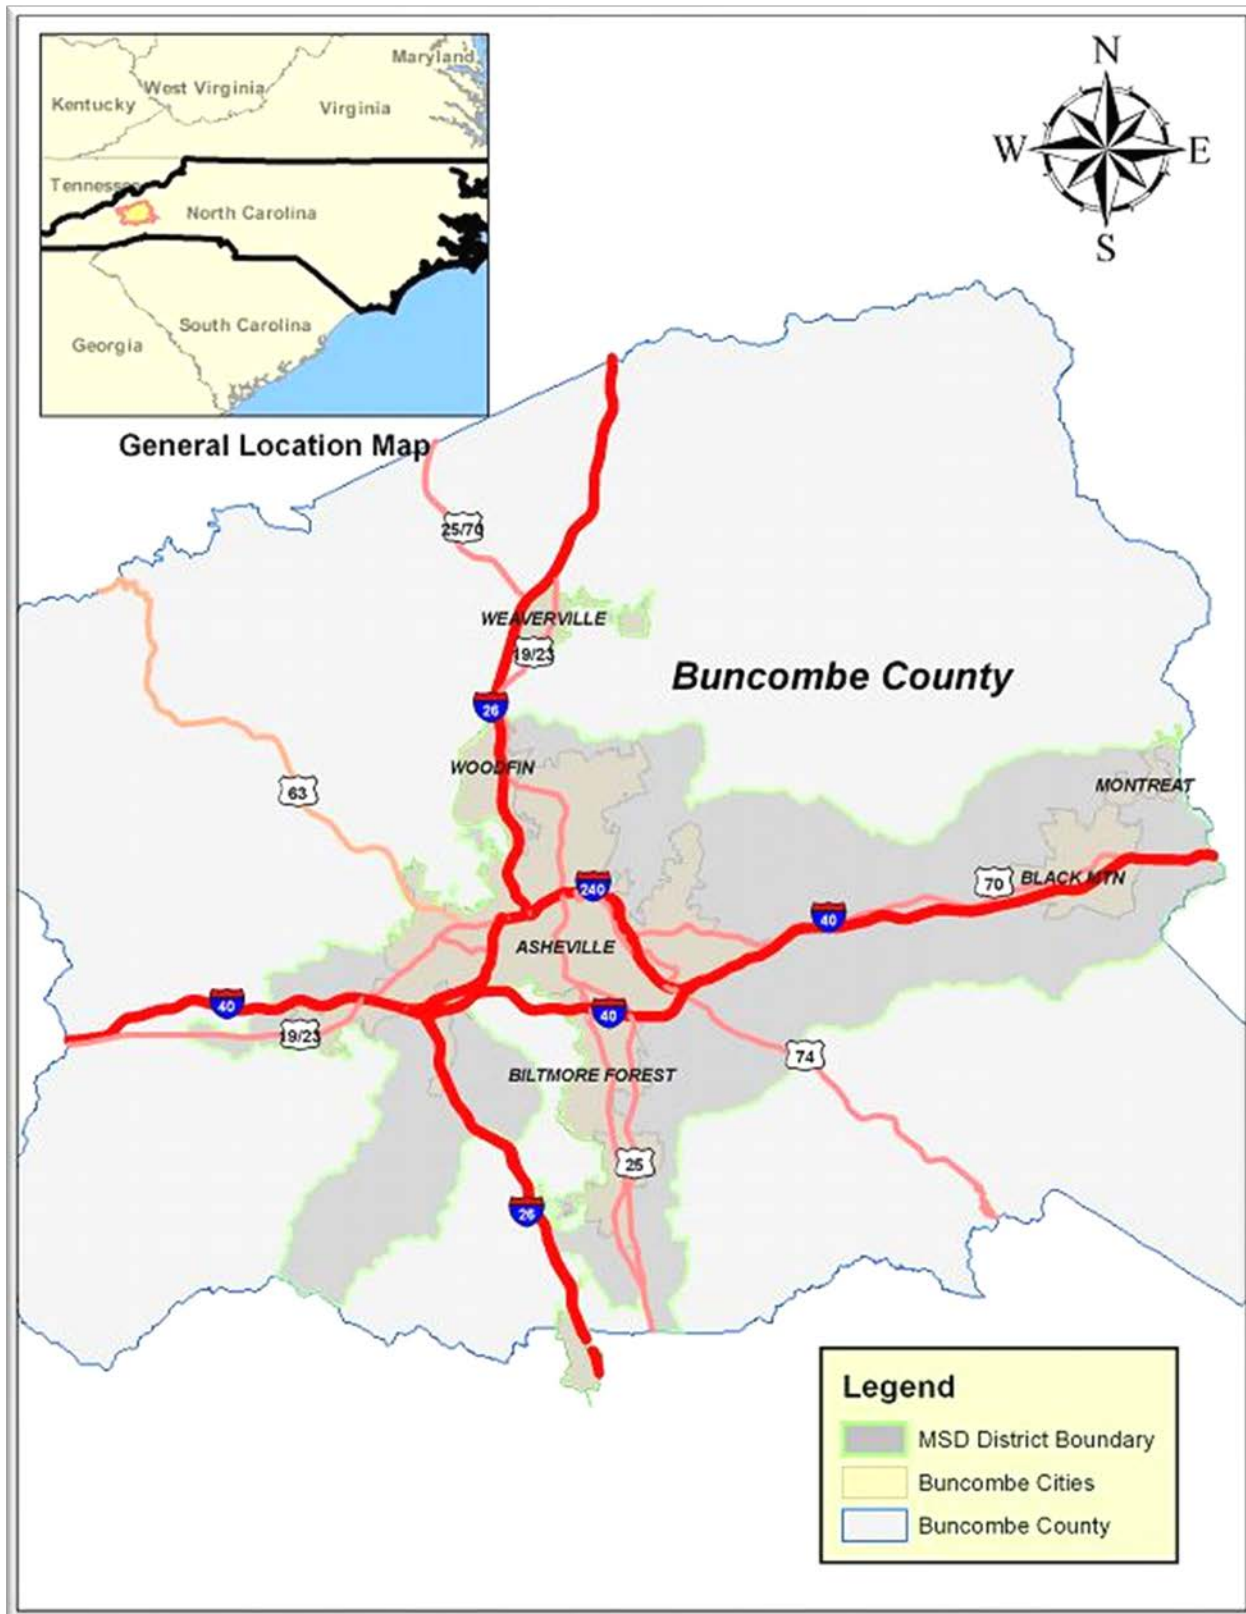 Maryland
West Virginia
Kentucky
Virginia
Tennessee
North Carolina
South Carolina
Georgia
General Location Map
N
W
E
S
25/70
WEAVERVILLE
19/23
Buncombe County
26
WOODFIN
MONTREAT
63
240
70
BLACK MTN
40
ASHEVILLE
40
40
19/23
74
BILTMORE FOREST
25
26
Legend
MSD District Boundary
Buncombe Cities
Buncombe County